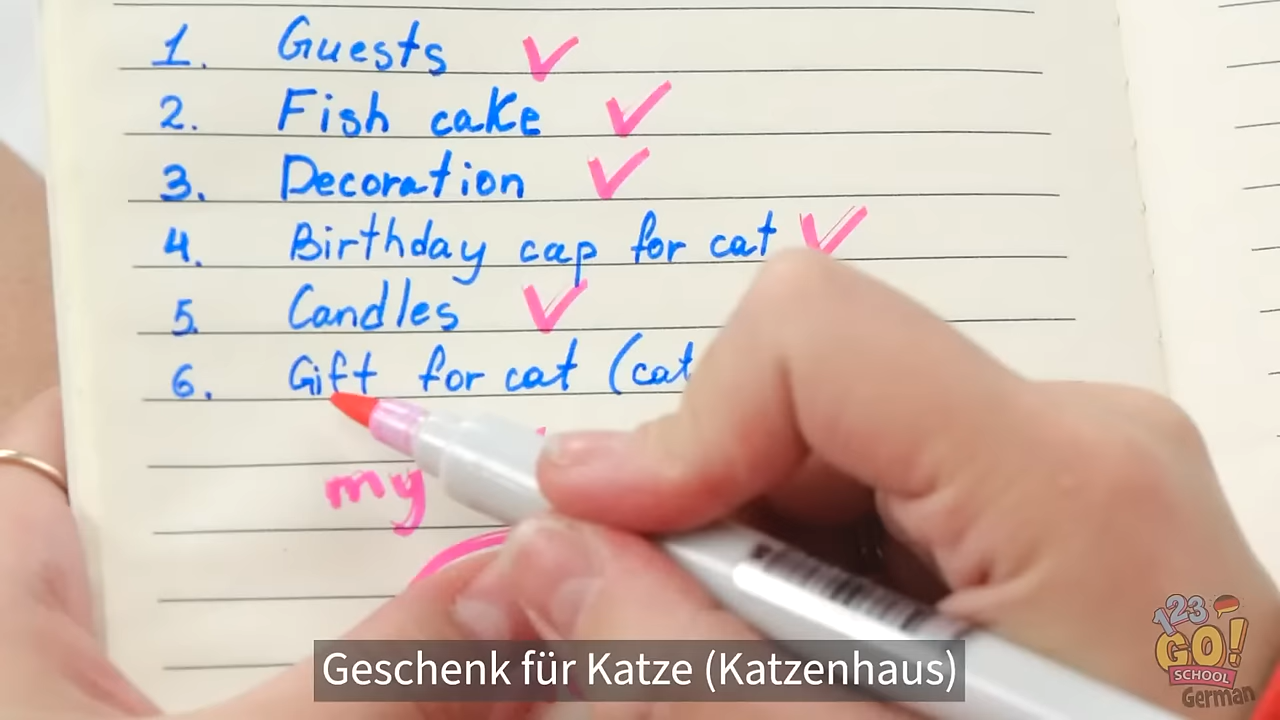 1. Guests
2. Fish cake
3. Decoration
4. Birthday cap for cat
5. Candles
6. Gift for cat (cat
my
Geschenk für Katze (Katzenhaus)
123
GO!
SCHOOL
German